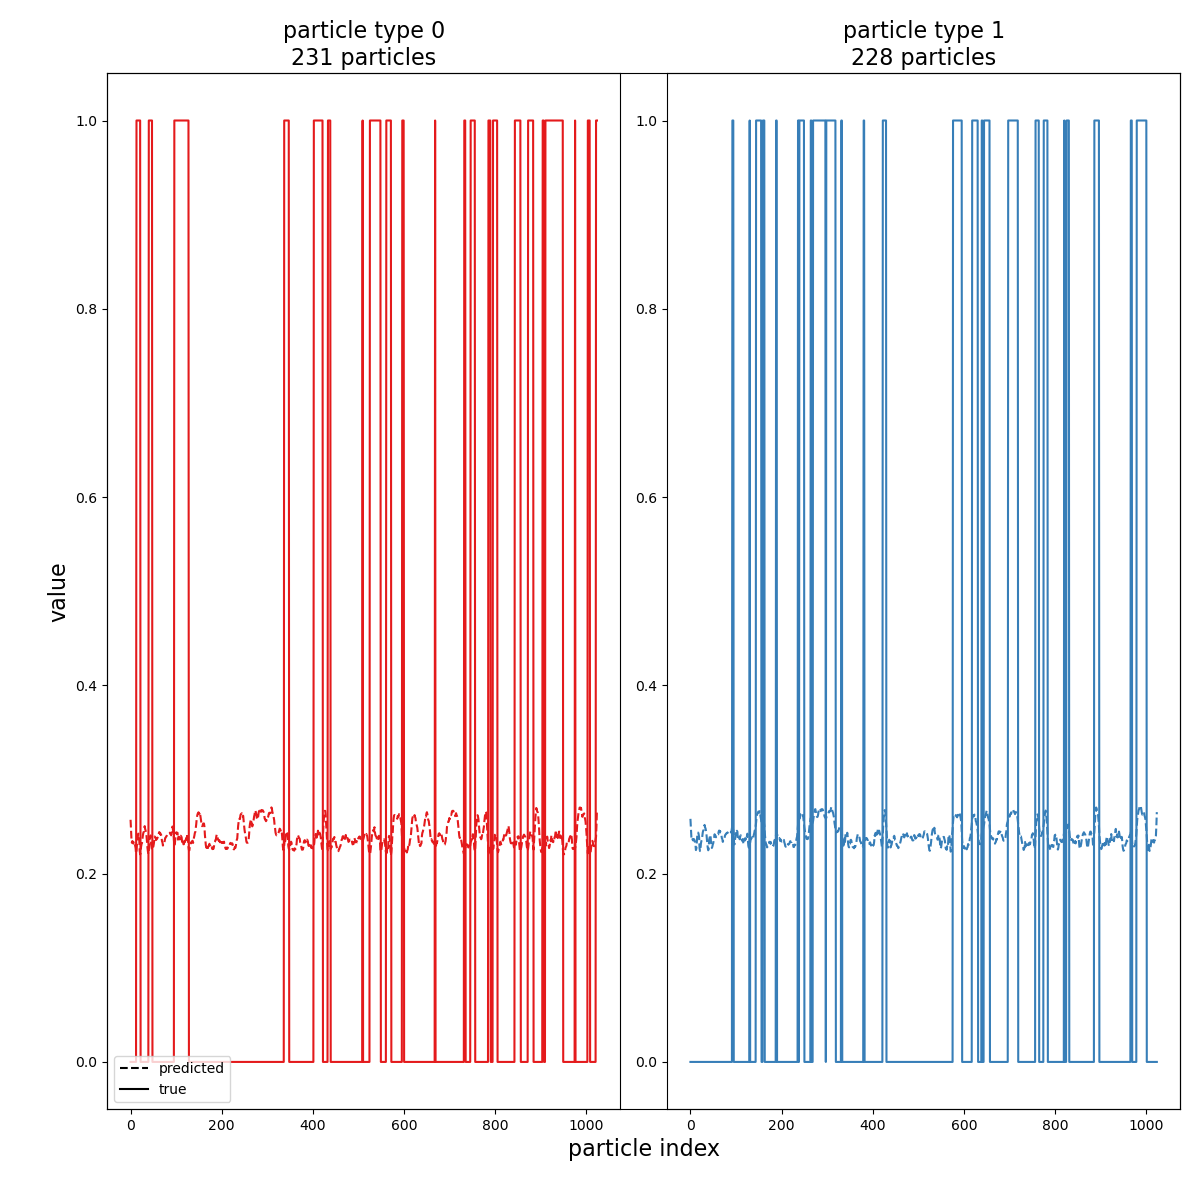 particle type 0
231 particles
particle type 1
228 particles
1.0
0.8
0.6
0.4
0.2
0.0
1.0
0.8
0.6
0.4
0.2
0.0
value
predicted
true
0 200 400 600 800 1000
0 200 400 600 800 1000
particle index